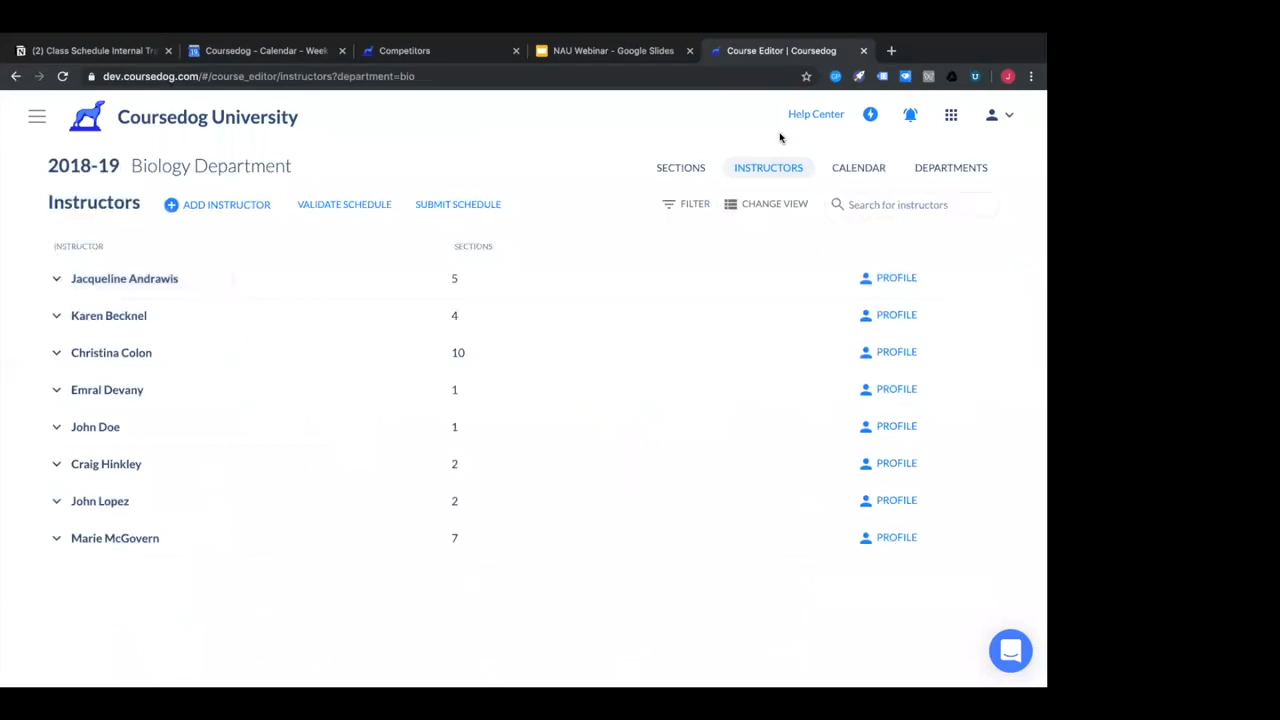 (2) Class Schedule Internal Tr
Coursedog - Calendar - Week
Competitors
NAU Webinar - Google Slides
Course Editor | Coursedog
dev.coursedog.com/#/course_editor/instructors?department=bio
Coursedog University
Help Center
2018-19 Biology Department
SECTIONS INSTRUCTORS CALENDAR DEPARTMENTS
Instructors
ADD INSTRUCTOR VALIDATE SCHEDULE SUBMIT SCHEDULE
FILTER CHANGE VIEW Search for instructors
INSTRUCTOR SECTIONS
Jacqueline Andrawis 5 PROFILE
Karen Becknel 4 PROFILE
Christina Colon 10 PROFILE
Emral Devany 1 PROFILE
John Doe 1 PROFILE
Craig Hinkley 2 PROFILE
John Lopez 2 PROFILE
Marie McGovern 7 PROFILE